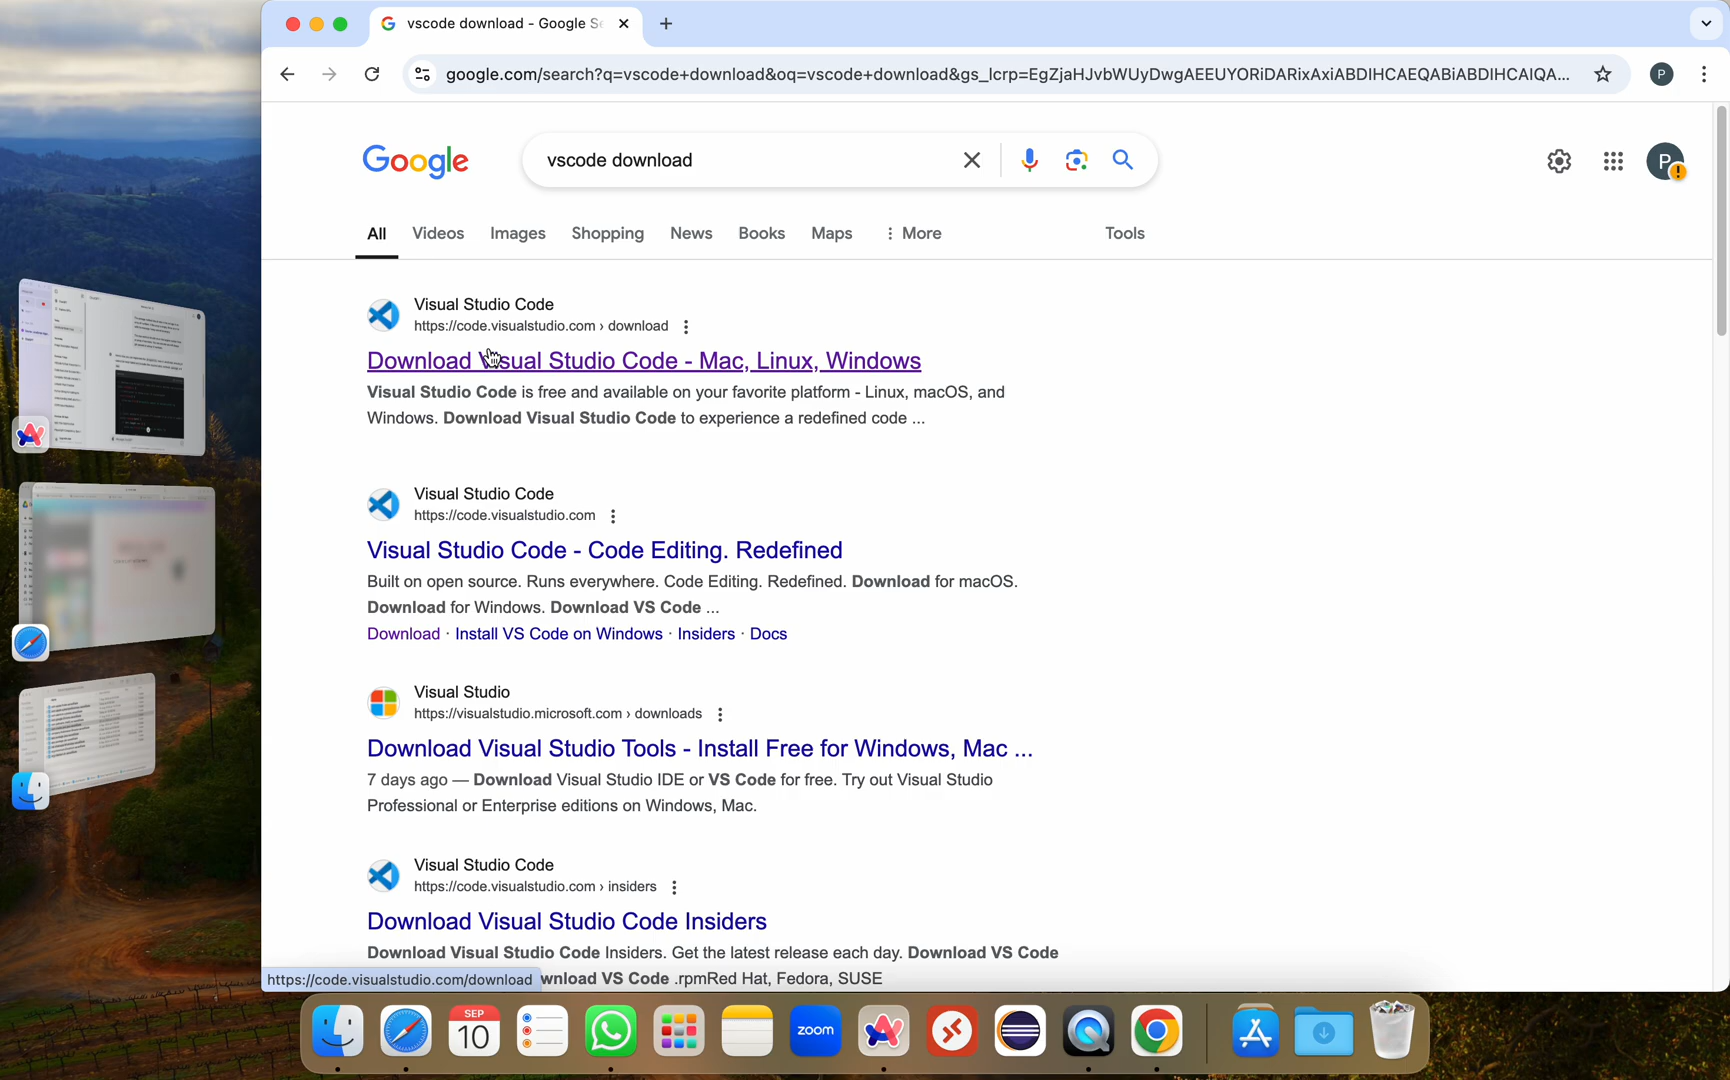 vscode download - Google Se
google.com/search?q=vscode+download&oq=vscode+download&gs_lcrp=EgZjaHJvbWUyDwgAEEUYORiDARixAxiABDIHCAEQABiABDIHCAIQA...
P
Google
vscode download
P
All Videos Images Shopping News Books Maps More Tools
Visual Studio Code
https://code.visualstudio.com › download
Download Visual Studio Code - Mac, Linux, Windows
Visual Studio Code is free and available on your favorite platform - Linux, macOS, and
Windows. Download Visual Studio Code to experience a redefined code ...
Visual Studio Code
https://code.visualstudio.com
Visual Studio Code - Code Editing. Redefined
Built on open source. Runs everywhere. Code Editing. Redefined. Download for macOS.
Download for Windows. Download VS Code ...
Download · Install VS Code on Windows · Insiders · Docs
Visual Studio
https://visualstudio.microsoft.com › downloads
Download Visual Studio Tools - Install Free for Windows, Mac ...
7 days ago — Download Visual Studio IDE or VS Code for free. Try out Visual Studio
Professional or Enterprise editions on Windows, Mac.
Visual Studio Code
https://code.visualstudio.com › insiders
Download Visual Studio Code Insiders
Download Visual Studio Code Insiders. Get the latest release each day. Download VS Code
wnload VS Code .rpmRed Hat, Fedora, SUSE
https://code.visualstudio.com/download
SEP
10
zoom